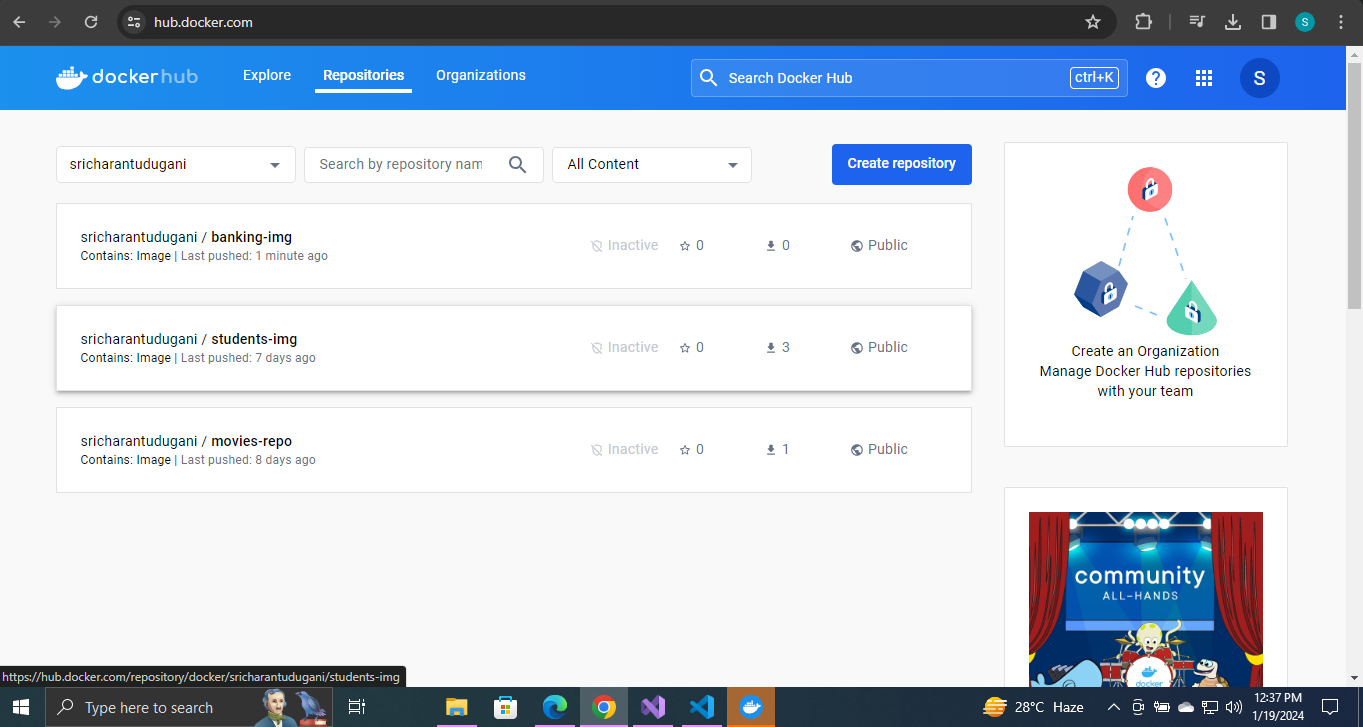 hub.docker.com
S
docker hub
Explore
Repositories
Organizations
Search Docker Hub
ctrl+K
?
S
sricharantudugani
Search by repository nam
All Content
Create repository
sricharantudugani / banking-img
Contains: Image | Last pushed: 1 minute ago
Inactive
0
0
Public
sricharantudugani / students-img
Contains: Image | Last pushed: 7 days ago
Inactive
0
3
Public
sricharantudugani / movies-repo
Contains: Image | Last pushed: 8 days ago
Inactive
0
1
Public
Create an Organization
Manage Docker Hub repositories
with your team
community
ALL-HANDS
docker
https://hub.docker.com/repository/docker/sricharantudugani/students-img
Type here to search
28°C Haze
12:37 PM
1/19/2024